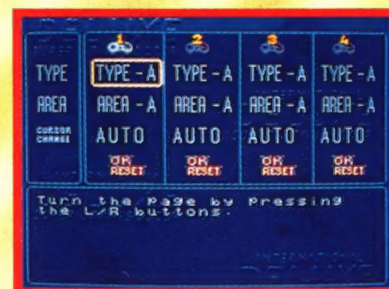 1 2 3 4
TYPE TYPE - A TYPE - A TYPE - A TYPE - A
AREA AREA - A AREA - A AREA - A AREA - A
CURSOR CHANGE AUTO AUTO AUTO AUTO
OK OK OK OK
RESET RESET RESET RESET
Turn the Page by Pressing
the L/R buttons.
INTERNATIONAL